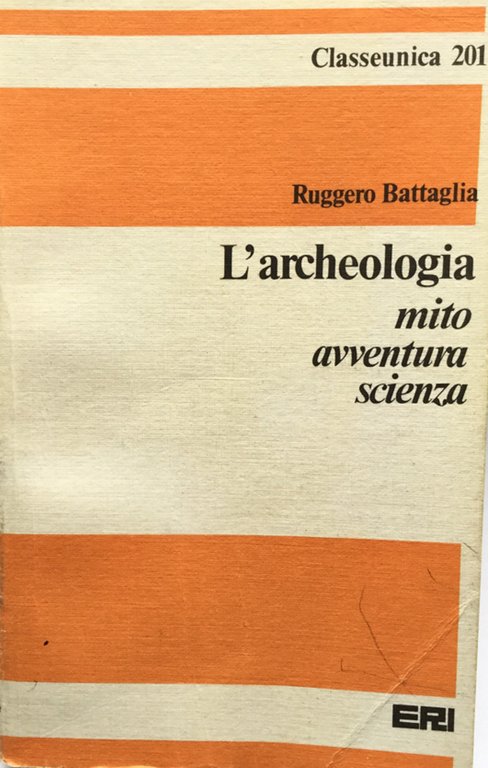 Classeunica 201
Ruggero Battaglia
L'archeologia
mito
avventura
scienza
ERI